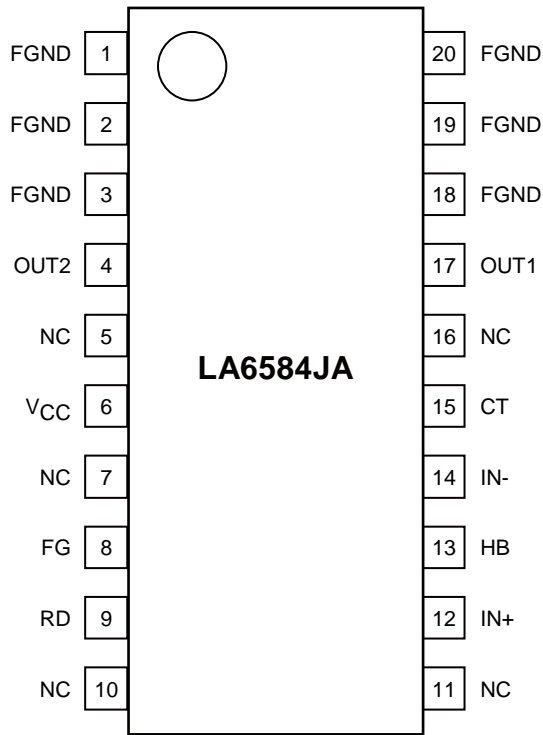 FGND 1 20 FGND
FGND 2 19 FGND
FGND 3 18 FGND
OUT2 4 17 OUT1
NC 5 16 NC
LA6584JA
VCC 6 15 CT
NC 7 14 IN-
FG 8 13 HB
RD 9 12 IN+
NC 10 11 NC